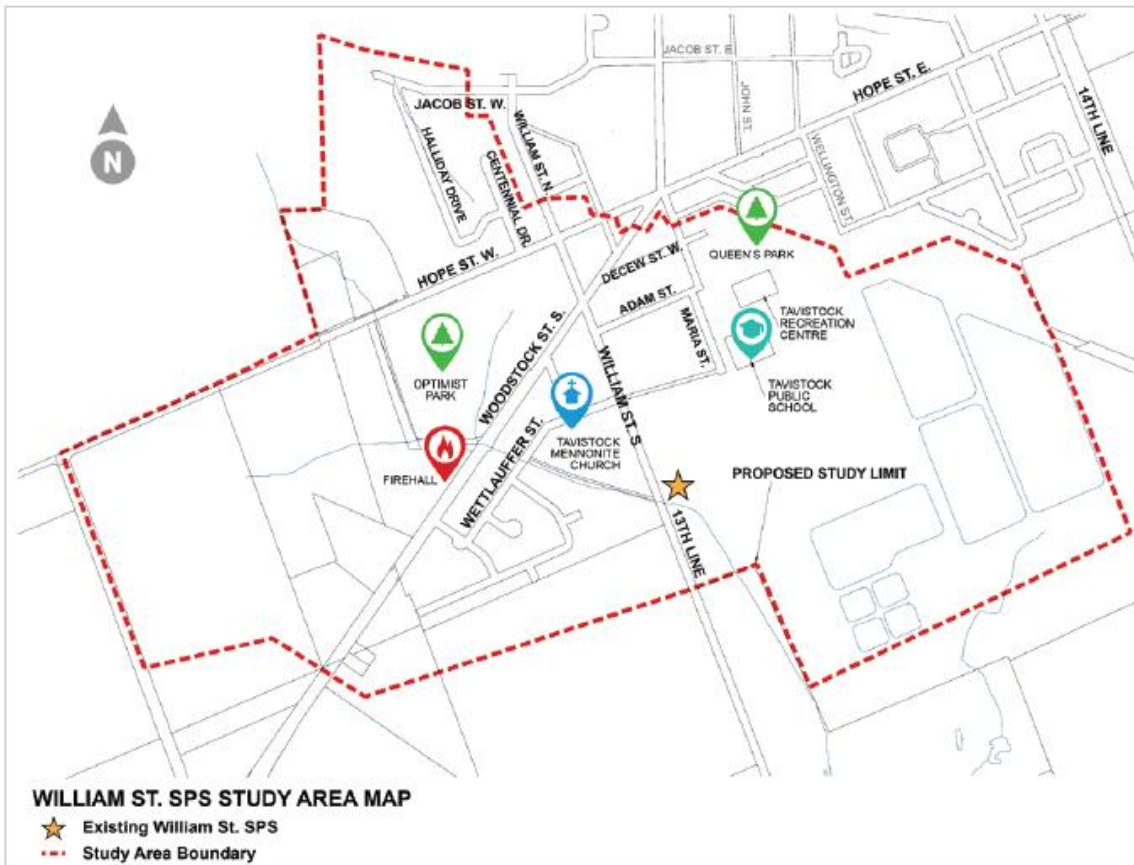 JACOB ST. E.
HOPE ST. E.
14TH LINE
JACOB ST. W.
WILLIAM ST. N.
JOHN ST.
HALLIDAY DRIVE
CENTENNIAL DR.
WELLINGTON ST.
N
HOPE ST. W.
DECEW ST. W.
QUEEN'S PARK
ADAM ST.
MARIA ST.
TAVISTOCK
RECREATION
CENTRE
WOODSTOCK ST. S.
WILLIAM ST. S
OPTIMIST
PARK
TAVISTOCK
PUBLIC
SCHOOL
WETTLAUFFER ST.
TAVISTOCK
MENNONITE
CHURCH
FIREHALL
PROPOSED STUDY LIMIT
13TH LINE
WILLIAM ST. SPS STUDY AREA MAP
Existing William St. SPS
Study Area Boundary